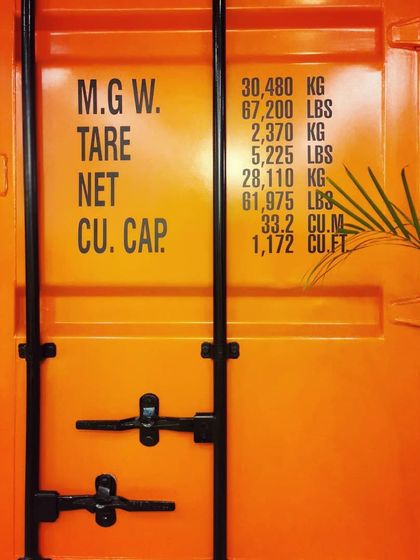 M.G W. 30,480 KG
67,200 LBS
TARE 2,370 KG
5,225 LBS
NET 28,110 KG
61,975 LBS
CU. CAP. 33.2 CU.M
1,172 CU.FT